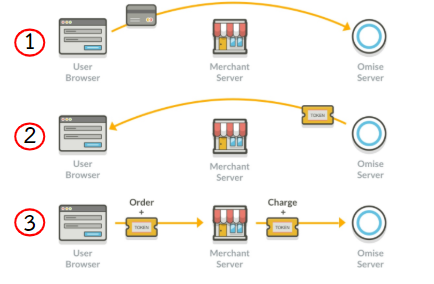 1
User
Browser
Merchant
Server
Omise
Server
2
TOKEN
User
Browser
Merchant
Server
Omise
Server
3
Order
+
TOKEN
Charge
+
TOKEN
User
Browser
Merchant
Server
Omise
Server